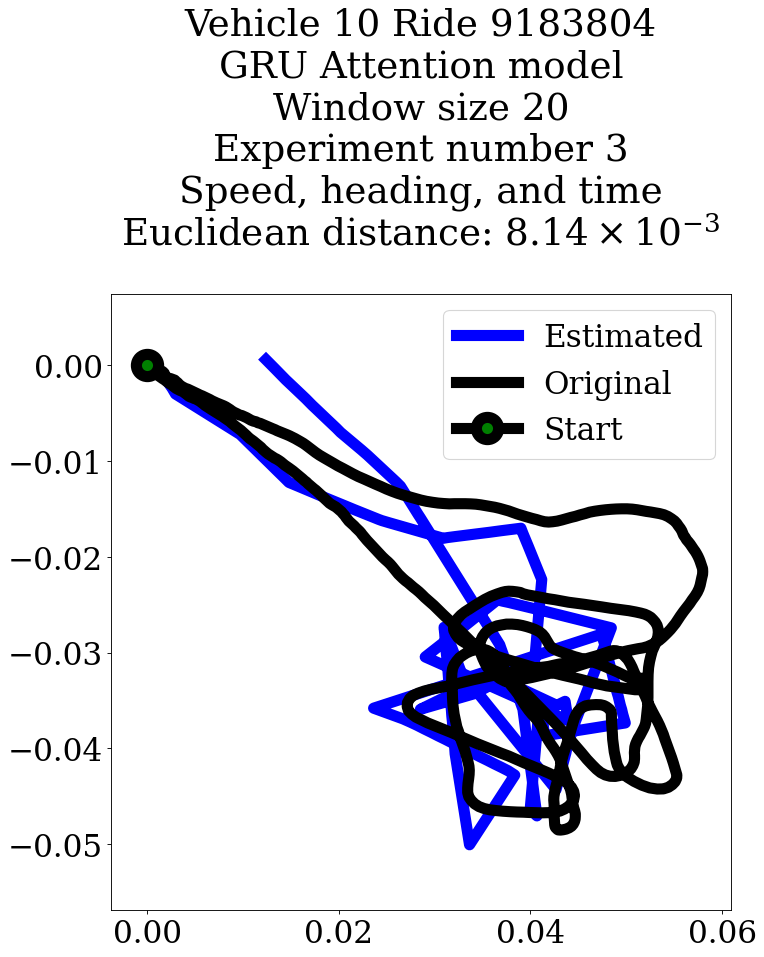 Vehicle 10 Ride 9183804
GRU Attention model
Window size 20
Experiment number 3
Speed, heading, and time
Euclidean distance: 8.14 × 10⁻³
Estimated
Original
Start
0.00
−0.01
−0.02
−0.03
−0.04
−0.05
0.00 0.02 0.04 0.06